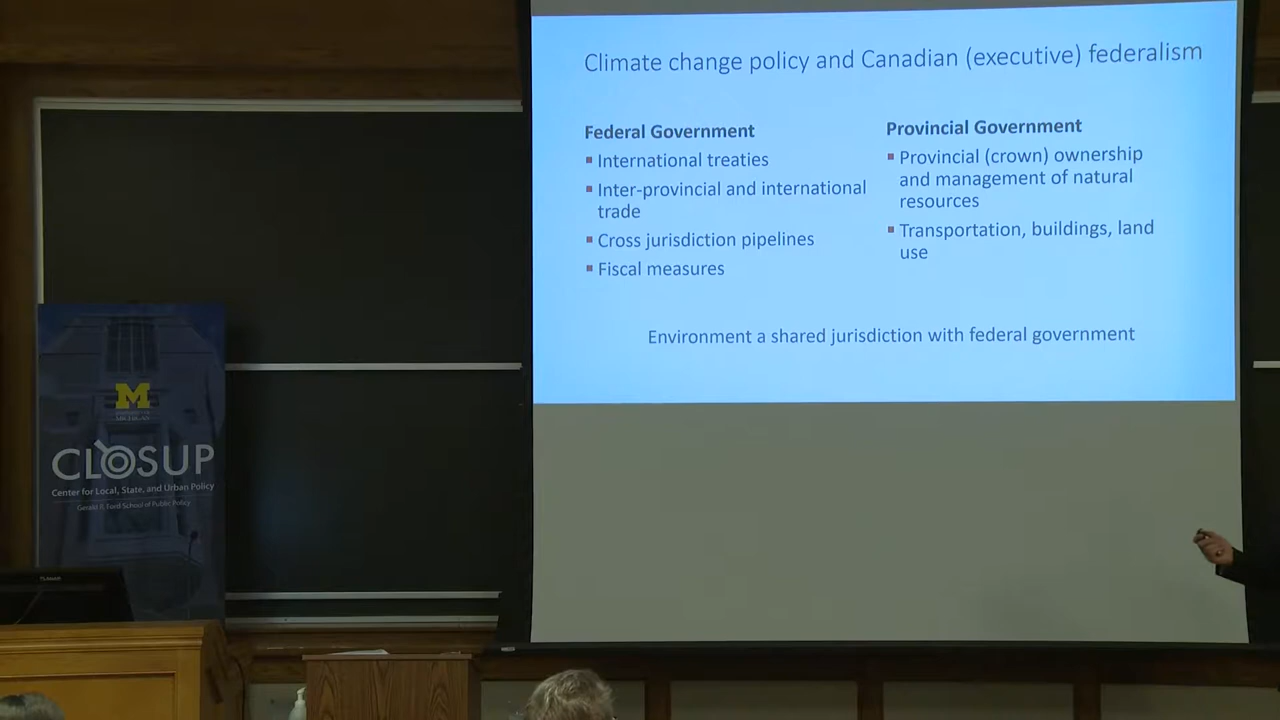 Climate change policy and Canadian (executive) federalism
Federal Government
▪ International treaties
▪ Inter-provincial and international
trade
▪ Cross jurisdiction pipelines
▪ Fiscal measures
Provincial Government
▪ Provincial (crown) ownership
and management of natural
resources
▪ Transportation, buildings, land
use
Environment a shared jurisdiction with federal government
M
CLOSUP
Center for Local, State, and Urban Policy
Gerald R. Ford School of Public Policy